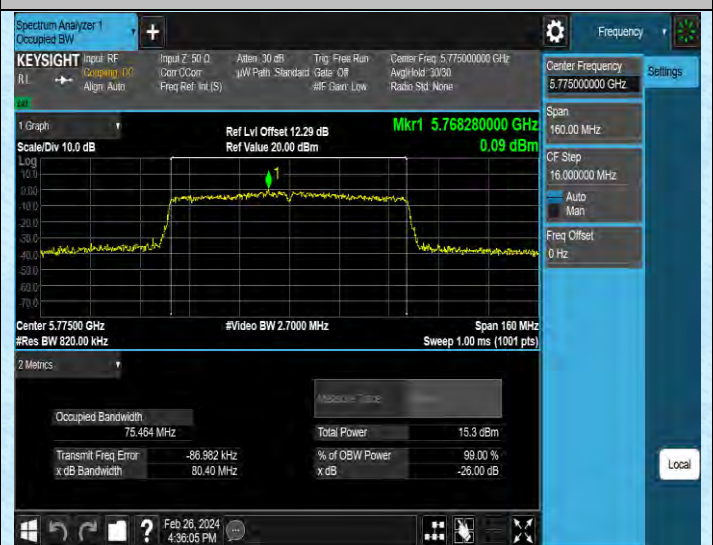 Spectrum Analyzer 1
Occupied BW
+
Frequency
KEYSIGHT
Input: RF
Coupling: DC
Align: Auto
RL
Input Z: 50 Ω
Corr CCorr
Freq Ref: Int (S)
Atten: 30 dB
µW Path: Standard
Trig: Free Run
Gate: Off
#IF Gain: Low
Center Freq: 5.775000000 GHz
Avg|Hold: 30/30
Radio Std: None
Center Frequency
5.775000000 GHz
Settings
Span
160.00 MHz
CF Step
16.000000 MHz
Auto
Man
Freq Offset
0 Hz
1 Graph
Scale/Div 10.0 dB
Ref Lvl Offset 12.29 dB
Ref Value 20.00 dBm
Mkr1 5.768280000 GHz
0.09 dBm
Log
10.0
0.00
-10.0
-20.0
-30.0
-40.0
-50.0
-60.0
-70.0
1
Center 5.77500 GHz
#Res BW 820.00 kHz
#Video BW 2.7000 MHz
Span 160 MHz
Sweep 1.00 ms (1001 pts)
2 Metrics
Measure Trace
Occupied Bandwidth
75.464 MHz
Total Power 15.3 dBm
Transmit Freq Error -86.982 kHz
% of OBW Power 99.00 %
x dB Bandwidth 80.40 MHz
x dB -26.00 dB
Local
?
Feb 26, 2024
4:36:05 PM